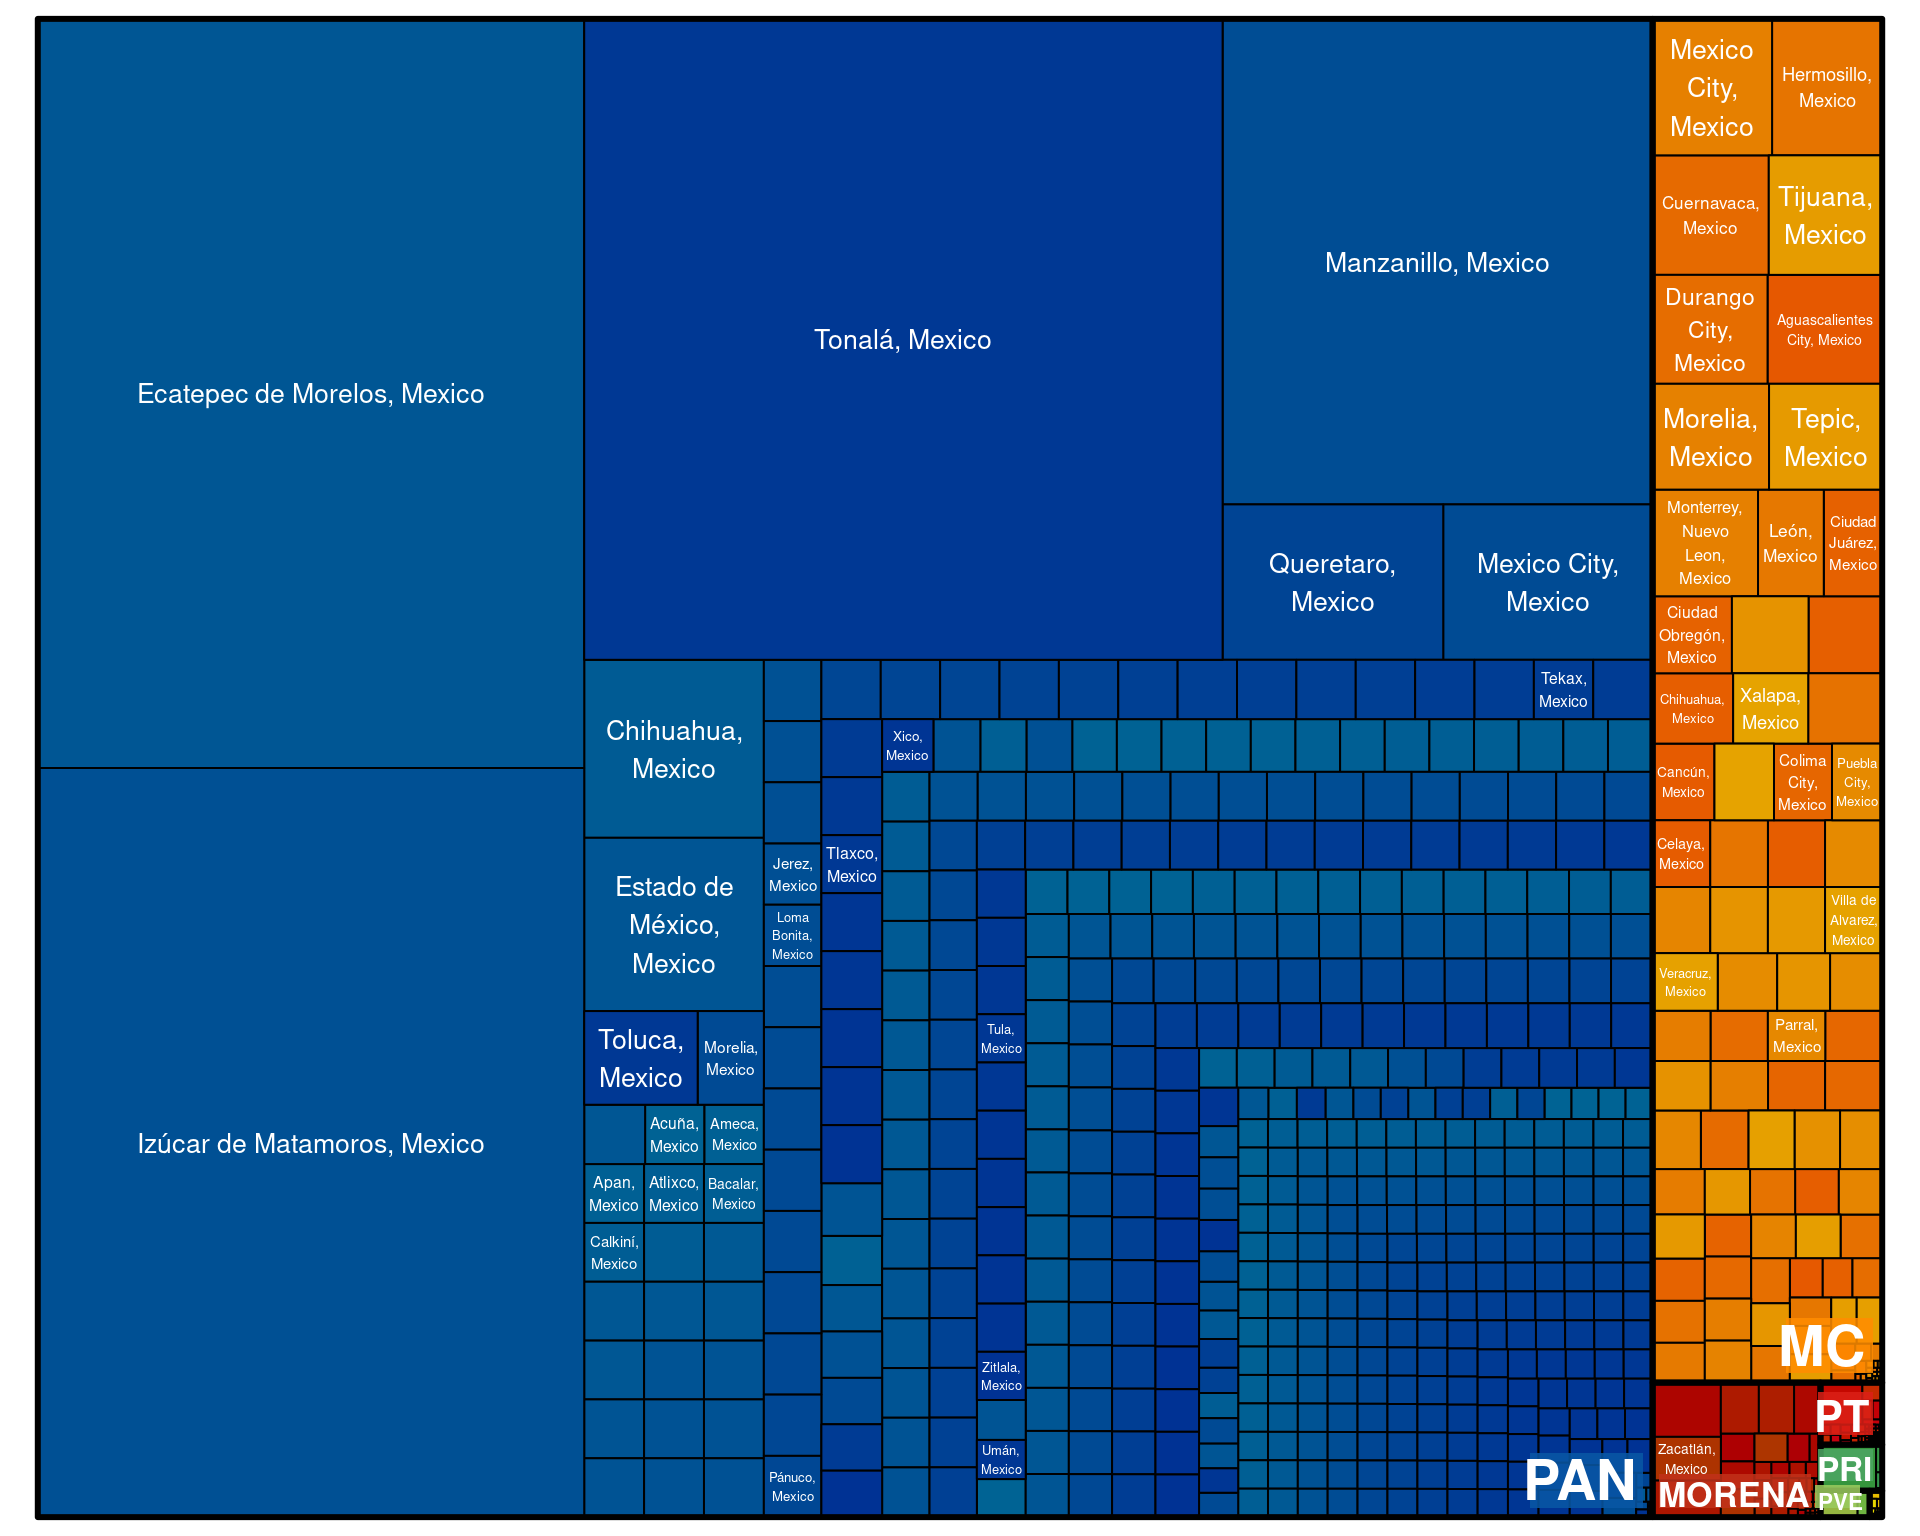 Ecatepec de Morelos, Mexico
Izúcar de Matamoros, Mexico
Tonalá, Mexico
Manzanillo, Mexico
Queretaro,
Mexico
Mexico City,
Mexico
Chihuahua,
Mexico
Estado de
México,
Mexico
Toluca,
Mexico
Morelia,
Mexico
Acuña,
Mexico
Ameca,
Mexico
Apan,
Mexico
Atlixco,
Mexico
Bacalar,
Mexico
Calkiní,
Mexico
Jerez,
Mexico
Loma
Bonita,
Mexico
Pánuco,
Mexico
Tlaxco,
Mexico
Xico,
Mexico
Tekax,
Mexico
Tula,
Mexico
Zitlala,
Mexico
Umán,
Mexico
PAN
Mexico
City,
Mexico
Hermosillo,
Mexico
Cuernavaca,
Mexico
Tijuana,
Mexico
Durango
City,
Mexico
Aguascalientes
City, Mexico
Morelia,
Mexico
Tepic,
Mexico
Monterrey,
Nuevo
Leon,
Mexico
León,
Mexico
Ciudad
Juárez,
Mexico
Ciudad
Obregón,
Mexico
Chihuahua,
Mexico
Xalapa,
Mexico
Cancún,
Mexico
Colima
City,
Mexico
Puebla
City,
Mexico
Celaya,
Mexico
Villa de
Alvarez,
Mexico
Veracruz,
Mexico
Parral,
Mexico
MC
Zacatlán,
Mexico
MORENA
PT
PRI
PVE